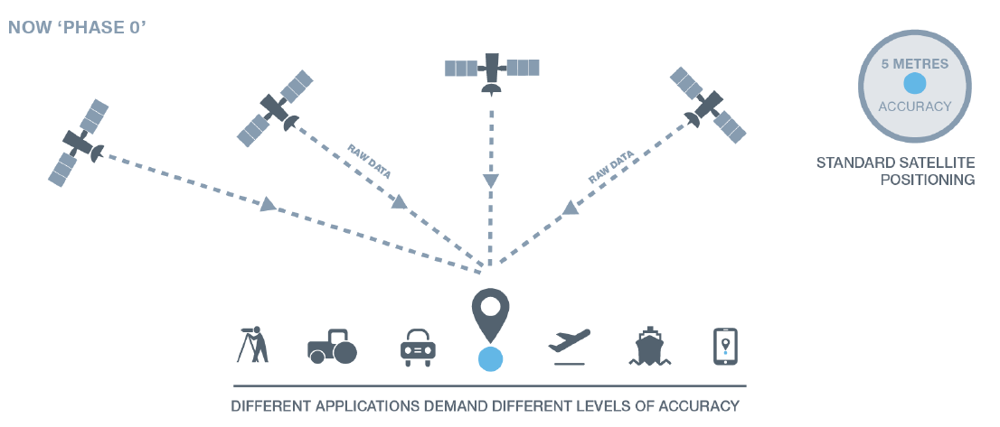 NOW ‘PHASE 0’
5 METRES
ACCURACY
STANDARD SATELLITE
POSITIONING
RAW DATA
RAW DATA
DIFFERENT APPLICATIONS DEMAND DIFFERENT LEVELS OF ACCURACY